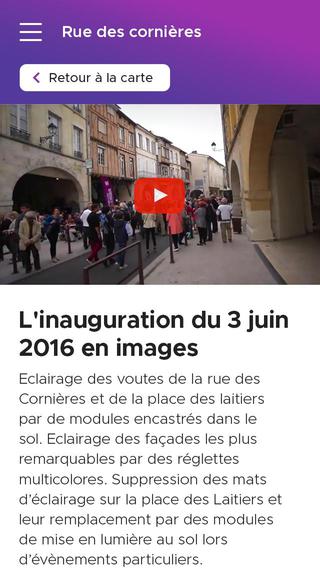 Rue des cornières
Retour à la carte
L'inauguration du 3 juin
2016 en images
Eclairage des voutes de la rue des
Cornières et de la place des laitiers
par de modules encastrés dans le
sol. Eclairage des façades les plus
remarquables par des réglettes
multicolores. Suppression des mats
d'éclairage sur la place des Laitiers et
leur remplacement par des modules
de mise en lumière au sol lors
d'évènements particuliers.